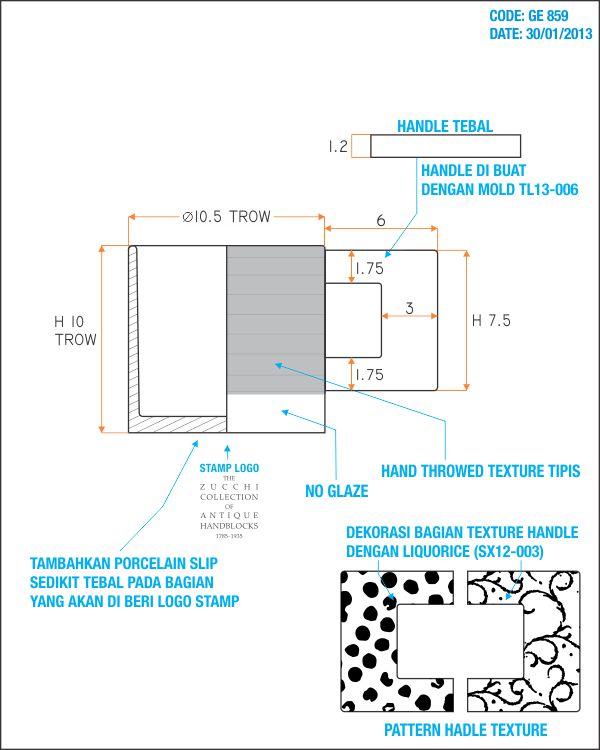 CODE: GE 859
DATE: 30/01/2013
HANDLE TEBAL
1.2
HANDLE DI BUAT
DENGAN MOLD TL13-006
Ø10.5 TROW
6
1.75
3
H 10
TROW
H 7.5
1.75
HAND THROWED TEXTURE TIPIS
STAMP LOGO
THE
ZUCCHI
COLLECTION
OF
ANTIQUE
HANDBLOCKS
1785-1935
NO GLAZE
TAMBAHKAN PORCELAIN SLIP
SEDIKIT TEBAL PADA BAGIAN
YANG AKAN DI BERI LOGO STAMP
DEKORASI BAGIAN TEXTURE HANDLE
DENGAN LIQUORICE (SX12-003)
PATTERN HADLE TEXTURE